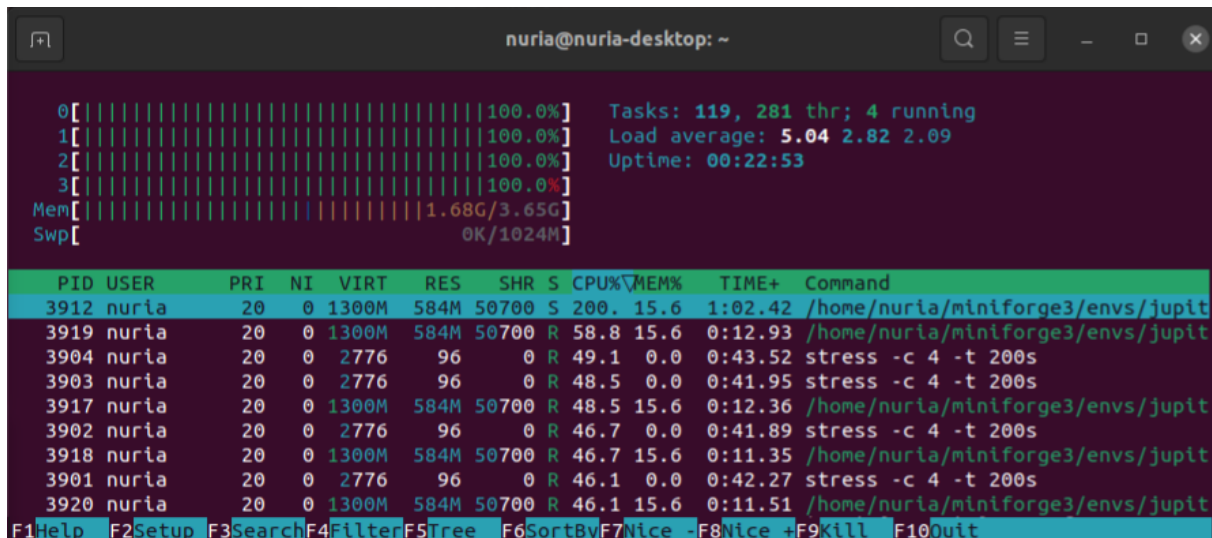 nuria@nuria-desktop: ~
0[||||||||||||||||||||||||||||||||||100.0%] Tasks: 119, 281 thr; 4 running
1[||||||||||||||||||||||||||||||||||100.0%] Load average: 5.04 2.82 2.09
2[||||||||||||||||||||||||||||||||||100.0%] Uptime: 00:22:53
3[||||||||||||||||||||||||||||||||||100.0%]
Mem[|||||||||||||||||||||||||||||1.68G/3.65G]
Swp[ 0K/1024M]
PID USER PRI NI VIRT RES SHR S CPU%▽MEM% TIME+ Command
3912 nuria 20 0 1300M 584M 50700 S 200. 15.6 1:02.42 /home/nuria/miniforge3/envs/jupit
3919 nuria 20 0 1300M 584M 50700 R 58.8 15.6 0:12.93 /home/nuria/miniforge3/envs/jupit
3904 nuria 20 0 2776 96 0 R 49.1 0.0 0:43.52 stress -c 4 -t 200s
3903 nuria 20 0 2776 96 0 R 48.5 0.0 0:41.95 stress -c 4 -t 200s
3917 nuria 20 0 1300M 584M 50700 R 48.5 15.6 0:12.36 /home/nuria/miniforge3/envs/jupit
3902 nuria 20 0 2776 96 0 R 46.7 0.0 0:41.89 stress -c 4 -t 200s
3918 nuria 20 0 1300M 584M 50700 R 46.7 15.6 0:11.35 /home/nuria/miniforge3/envs/jupit
3901 nuria 20 0 2776 96 0 R 46.1 0.0 0:42.27 stress -c 4 -t 200s
3920 nuria 20 0 1300M 584M 50700 R 46.1 15.6 0:11.51 /home/nuria/miniforge3/envs/jupit
F1Help F2Setup F3SearchF4FilterF5Tree F6SortByF7Nice -F8Nice +F9Kill F10Quit